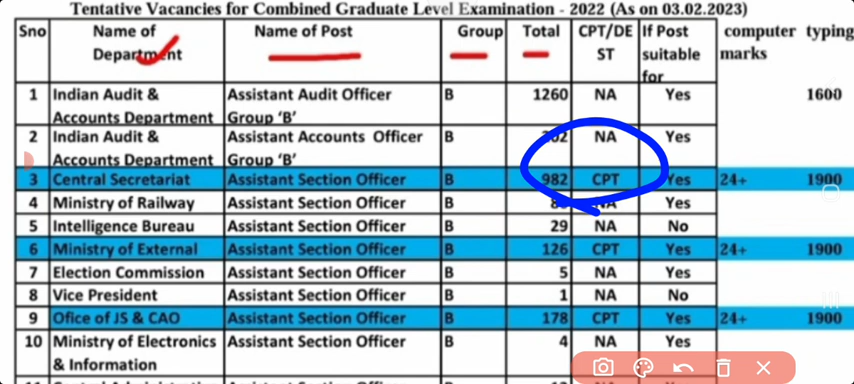 Tentative Vacancies for Combined Graduate Level Examination - 2022 (As on 03.02.2023)
Sno Name of Department Name of Post Group Total CPT/DE ST If Post suitable for computer marks typing
1 Indian Audit & Accounts Department Assistant Audit Officer Group 'B' B 1260 NA Yes 1600
2 Indian Audit & Accounts Department Assistant Accounts Officer Group 'B' B NA Yes
3 Central Secretariat Assistant Section Officer B 982 CPT Yes 24+ 1900
4 Ministry of Railway Assistant Section Officer B NA Yes
5 Intelligence Bureau Assistant Section Officer B 29 NA No
6 Ministry of External Assistant Section Officer B 126 CPT Yes 24+ 1900
7 Election Commission Assistant Section Officer B 5 NA Yes
8 Vice President Assistant Section Officer B 1 NA No
9 Ofice of JS & CAO Assistant Section Officer B 178 CPT Yes 24+ 1900
10 Ministry of Electronics & Information Assistant Section Officer B 4 NA Yes